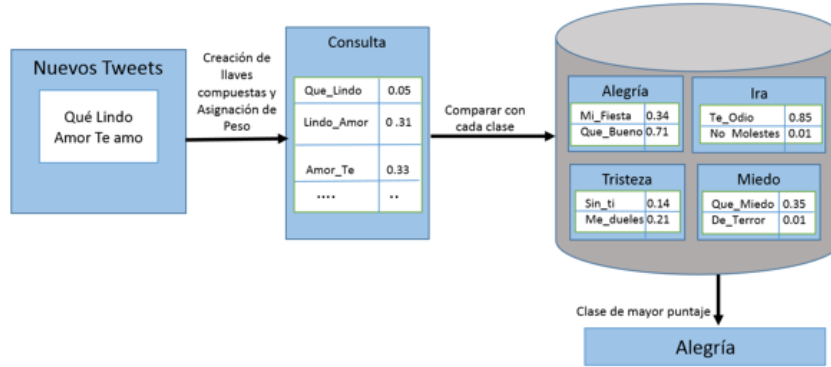 Nuevos Tweets
Qué Lindo
Amor Te amo
Creación de
llaves
compuestas y
Asignación de
Peso
Consulta
Que_Lindo 0.05
Lindo_Amor 0 .31
Amor_Te 0.33
.... ..
Comparar con
cada clase
Alegría
Mi_Fiesta 0.34
Que_Bueno 0.71
Ira
Te_Odio 0.85
No Molestes 0.01
Tristeza
Sin_ti 0.14
Me_dueles 0.21
Miedo
Que_Miedo 0.35
De_Terror 0.01
Clase de mayor puntaje
Alegría